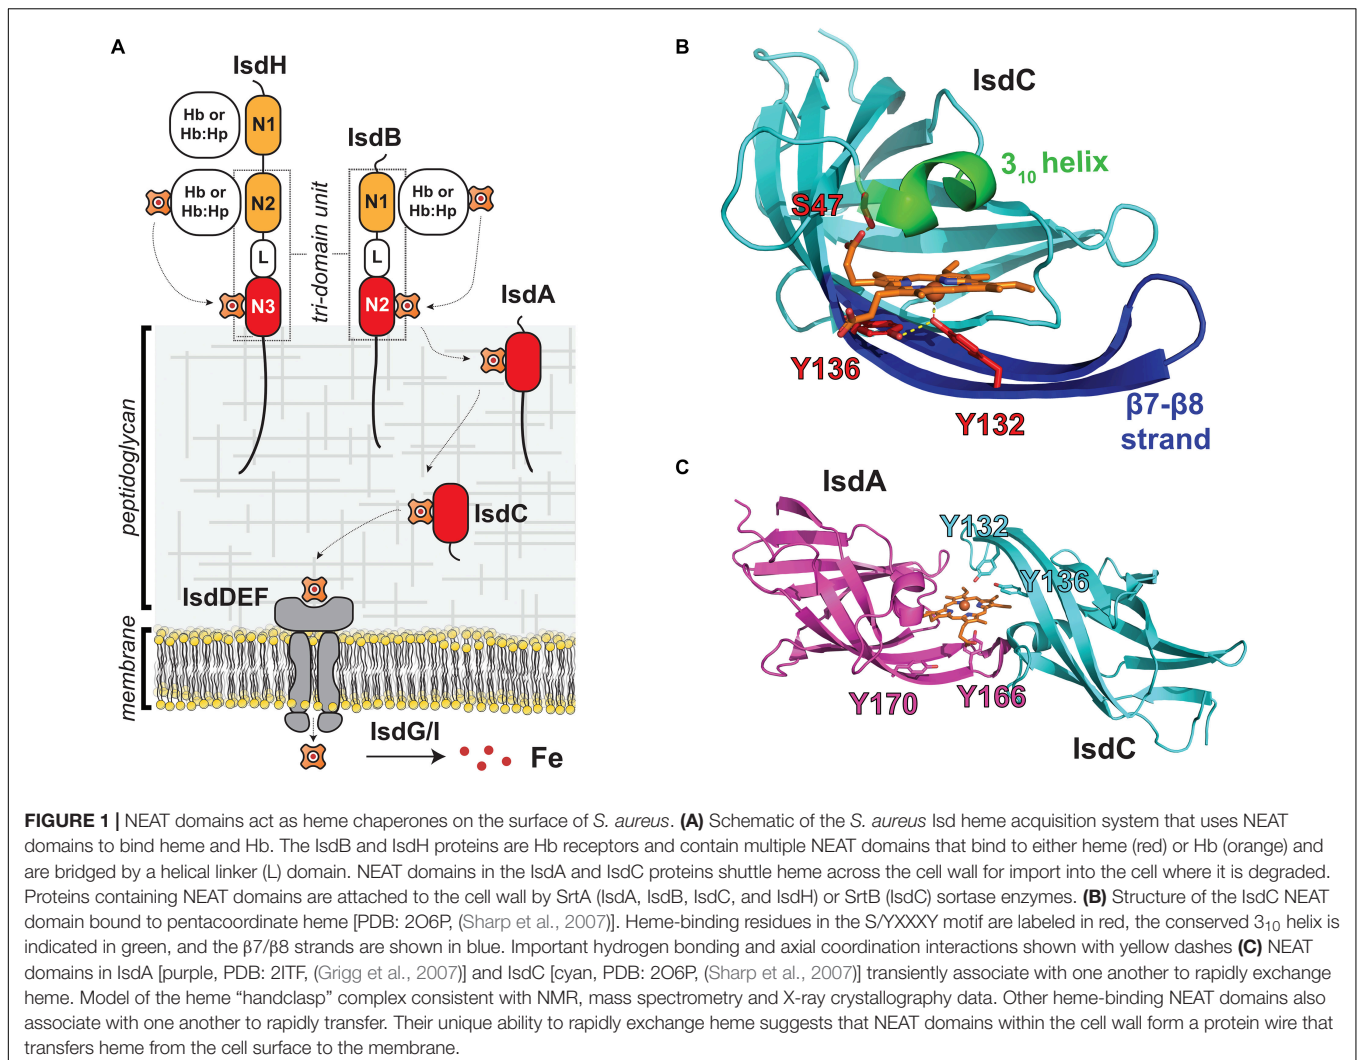 A
IsdH
Hb or
Hb:Hp
N1
IsdB
Hb or
Hb:Hp
N2
N1
Hb or
Hb:Hp
L
tri-domain unit
L
N3
N2
IsdA
peptidoglycan
IsdC
IsdDEF
membrane
IsdG/I
Fe
B
IsdC
3₁₀ helix
S47
Y136
Y132
β7-β8
strand
C
IsdA
Y132
Y136
Y170
Y166
IsdC
FIGURE 1 | NEAT domains act as heme chaperones on the surface of S. aureus. (A) Schematic of the S. aureus Isd heme acquisition system that uses NEAT
domains to bind heme and Hb. The IsdB and IsdH proteins are Hb receptors and contain multiple NEAT domains that bind to either heme (red) or Hb (orange) and
are bridged by a helical linker (L) domain. NEAT domains in the IsdA and IsdC proteins shuttle heme across the cell wall for import into the cell where it is degraded.
Proteins containing NEAT domains are attached to the cell wall by SrtA (IsdA, IsdB, IsdC, and IsdH) or SrtB (IsdC) sortase enzymes. (B) Structure of the IsdC NEAT
domain bound to pentacoordinate heme [PDB: 2O6P, (Sharp et al., 2007)]. Heme-binding residues in the S/YXXXY motif are labeled in red, the conserved 3₁₀ helix is
indicated in green, and the β7/β8 strands are shown in blue. Important hydrogen bonding and axial coordination interactions shown with yellow dashes (C) NEAT
domains in IsdA [purple, PDB: 2ITF, (Grigg et al., 2007)] and IsdC [cyan, PDB: 2O6P, (Sharp et al., 2007)] transiently associate with one another to rapidly exchange
heme. Model of the heme “handclasp” complex consistent with NMR, mass spectrometry and X-ray crystallography data. Other heme-binding NEAT domains also
associate with one another to rapidly transfer. Their unique ability to rapidly exchange heme suggests that NEAT domains within the cell wall form a protein wire that
transfers heme from the cell surface to the membrane.